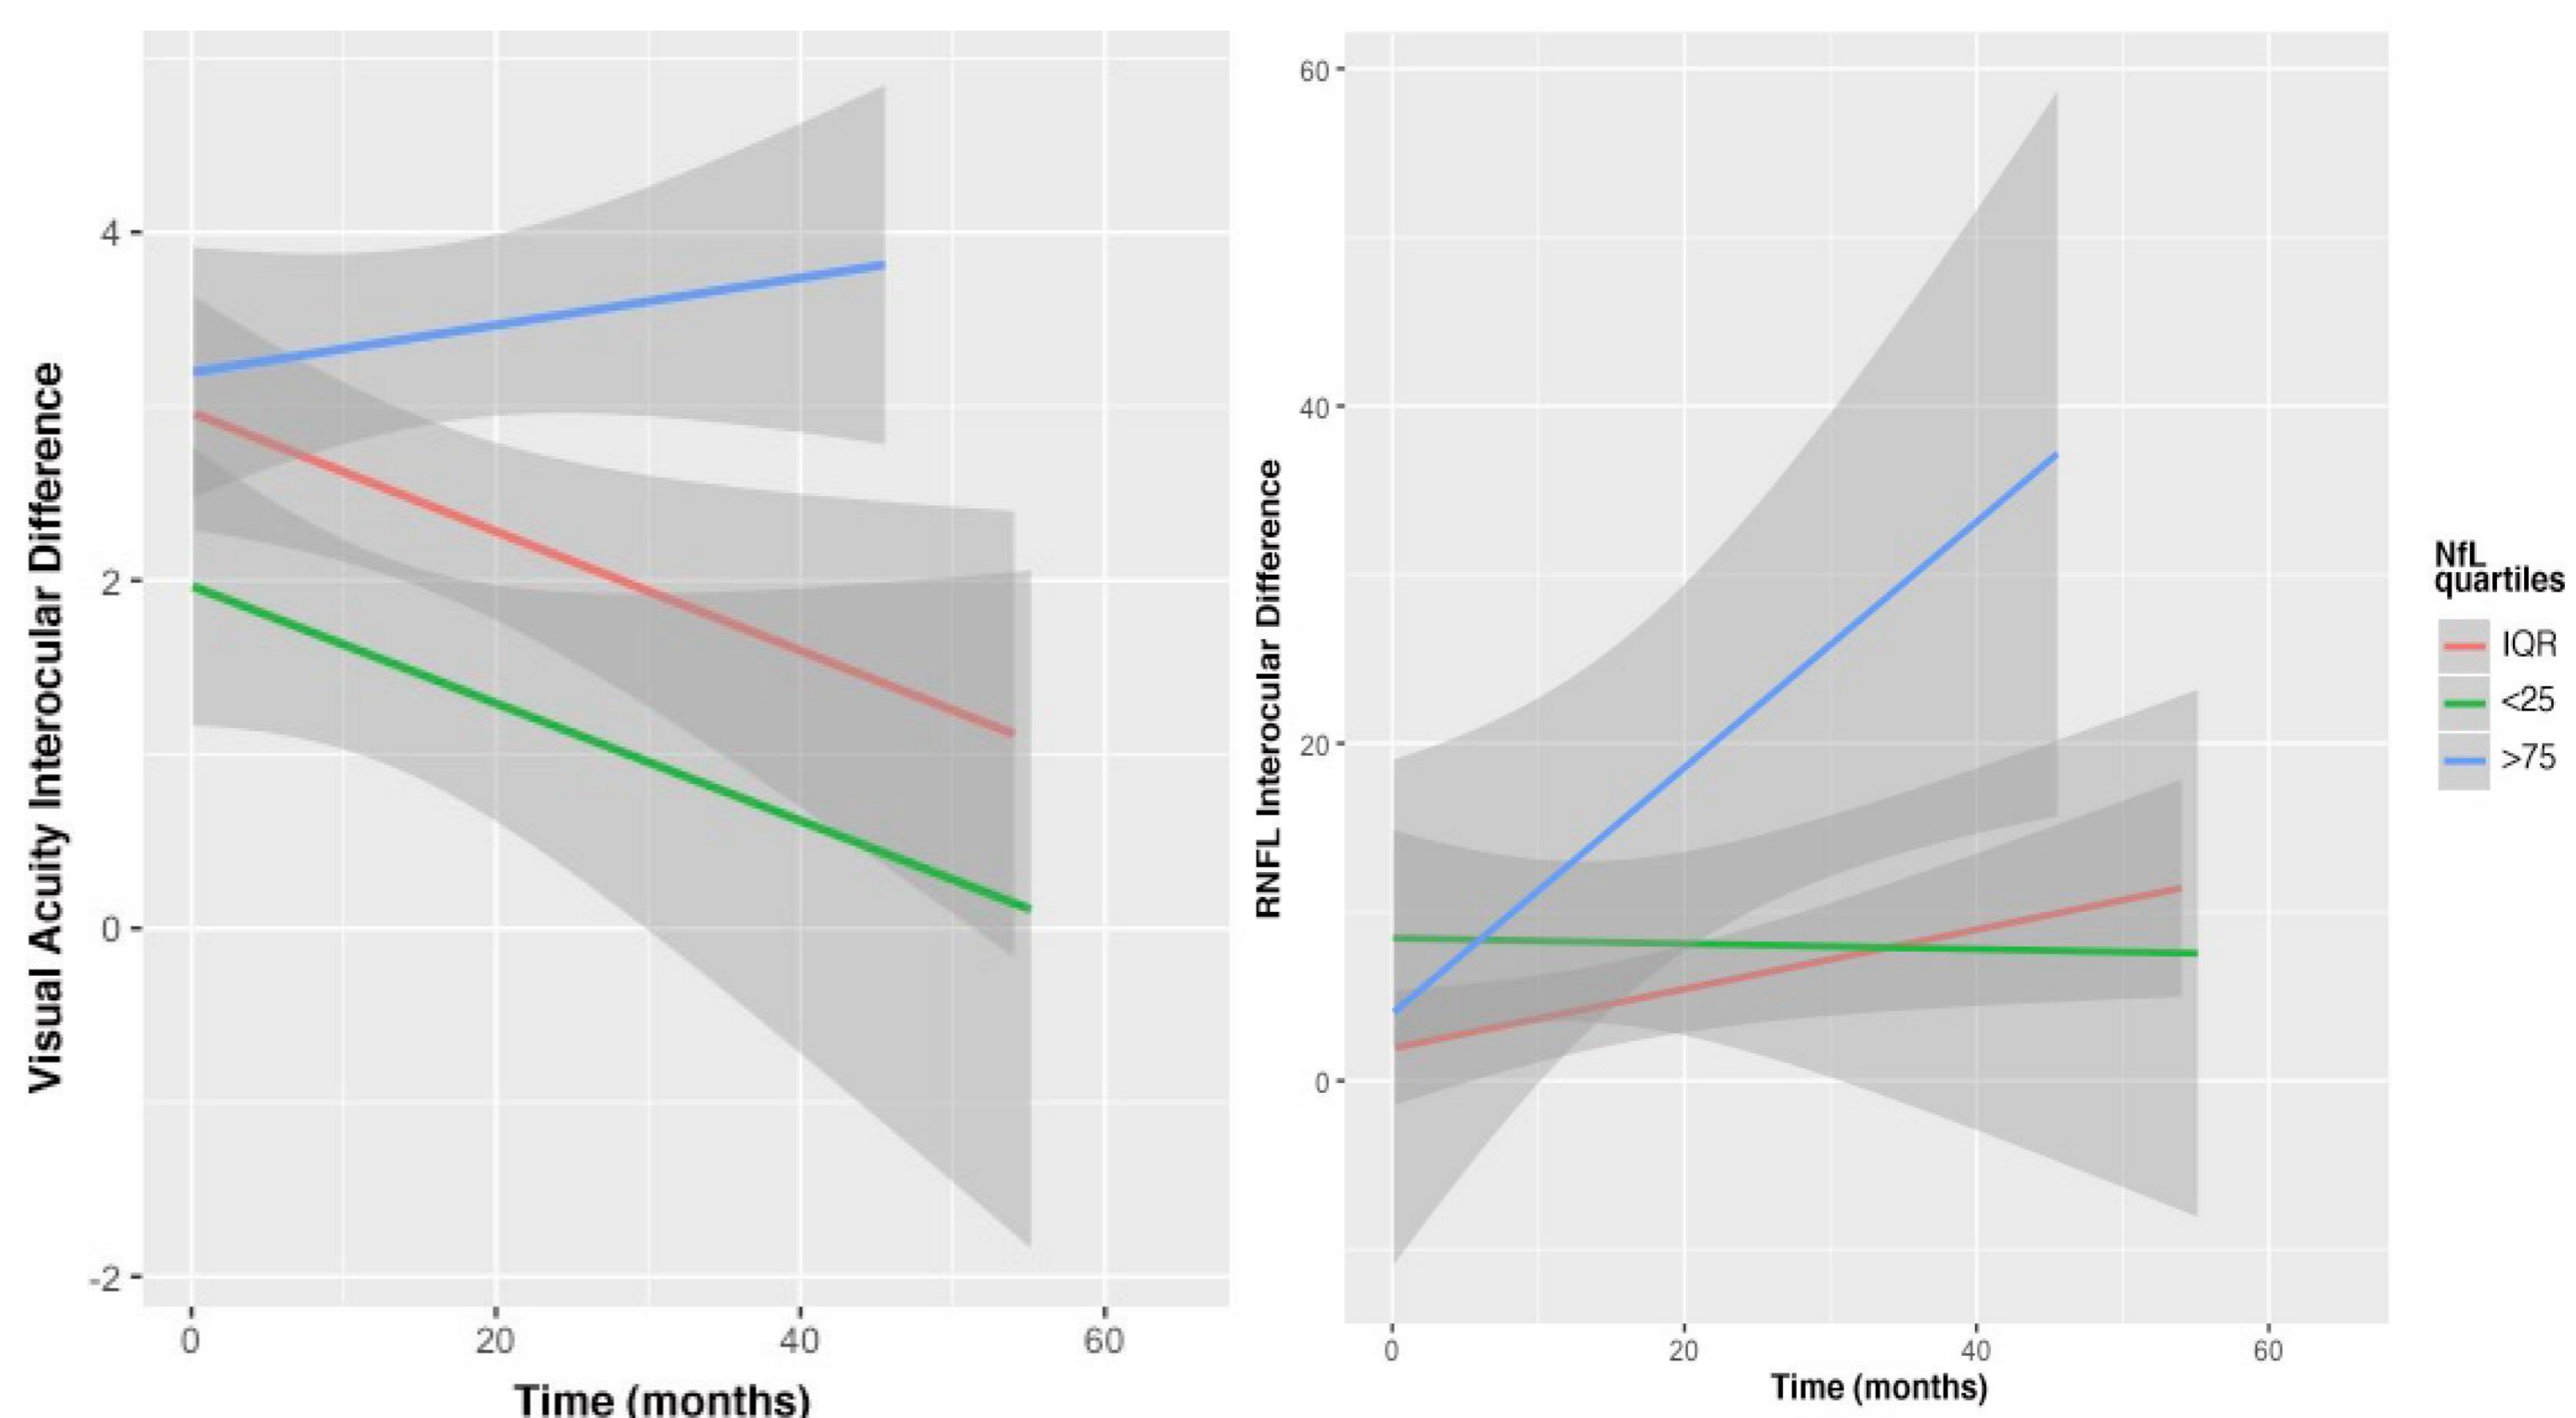 Visual Acuity Interocular Difference
4
2
0
-2
0
20
40
60
Time (months)
RNFL Interocular Difference
60
40
20
0
0
20
40
60
Time (months)
NfL
quartiles
IQR
<25
>75